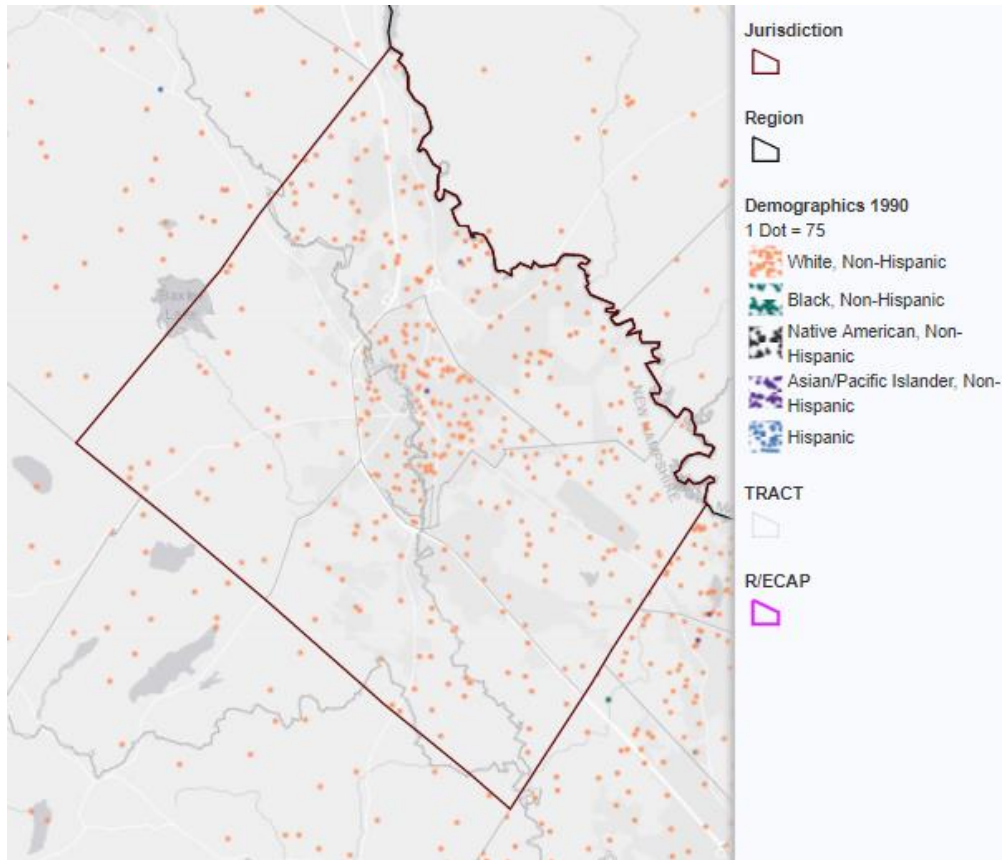 Jurisdiction
Region
Demographics 1990
1 Dot = 75
White, Non-Hispanic
Black, Non-Hispanic
Native American, Non-
Hispanic
Asian/Pacific Islander, Non-
Hispanic
Hispanic
TRACT
R/ECAP
NEW HAMPSHIRE